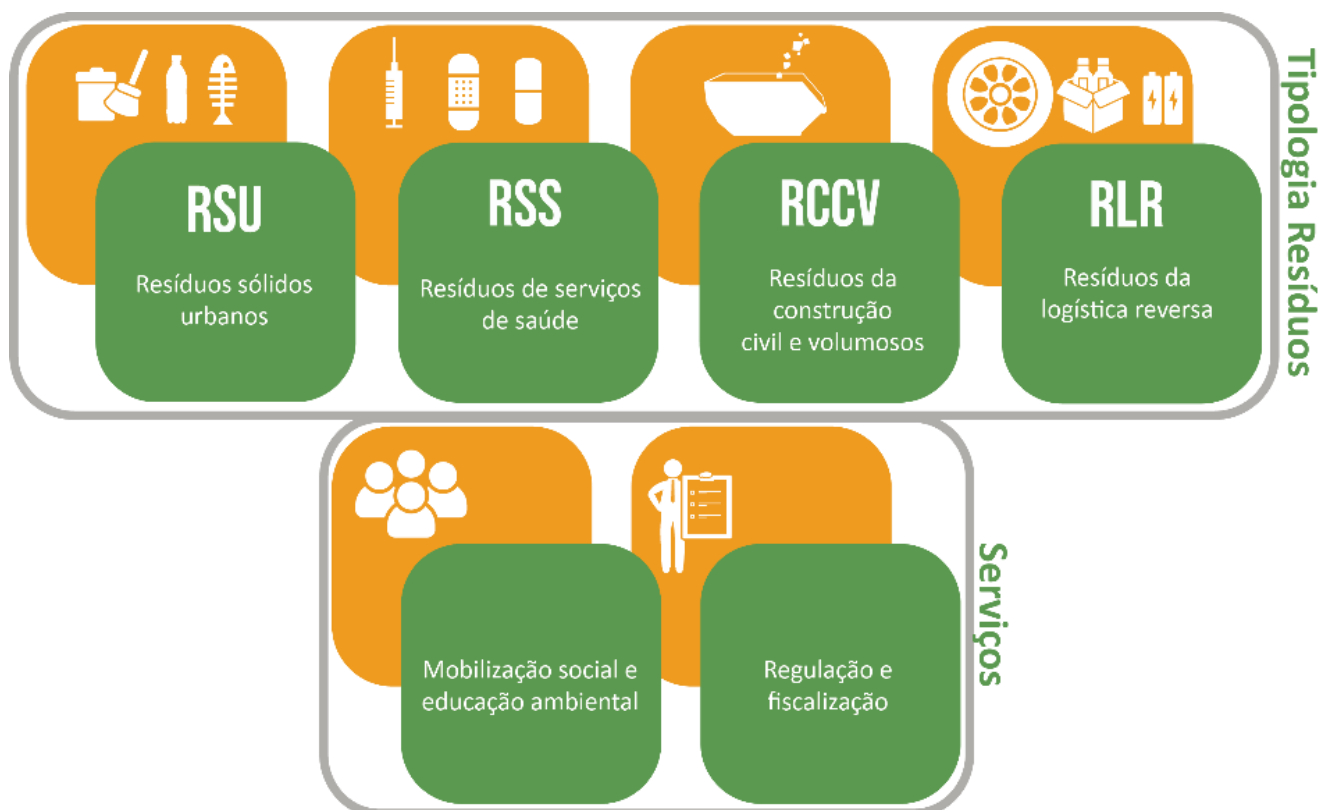 RSU
Resíduos sólidos
urbanos
RSS
Resíduos de serviços
de saúde
RCCV
Resíduos da
construção
civil e volumosos
RLR
Resíduos da
logística reversa
Tipologia Resíduos
Mobilização social e
educação ambiental
Regulação e
fiscalização
Serviços